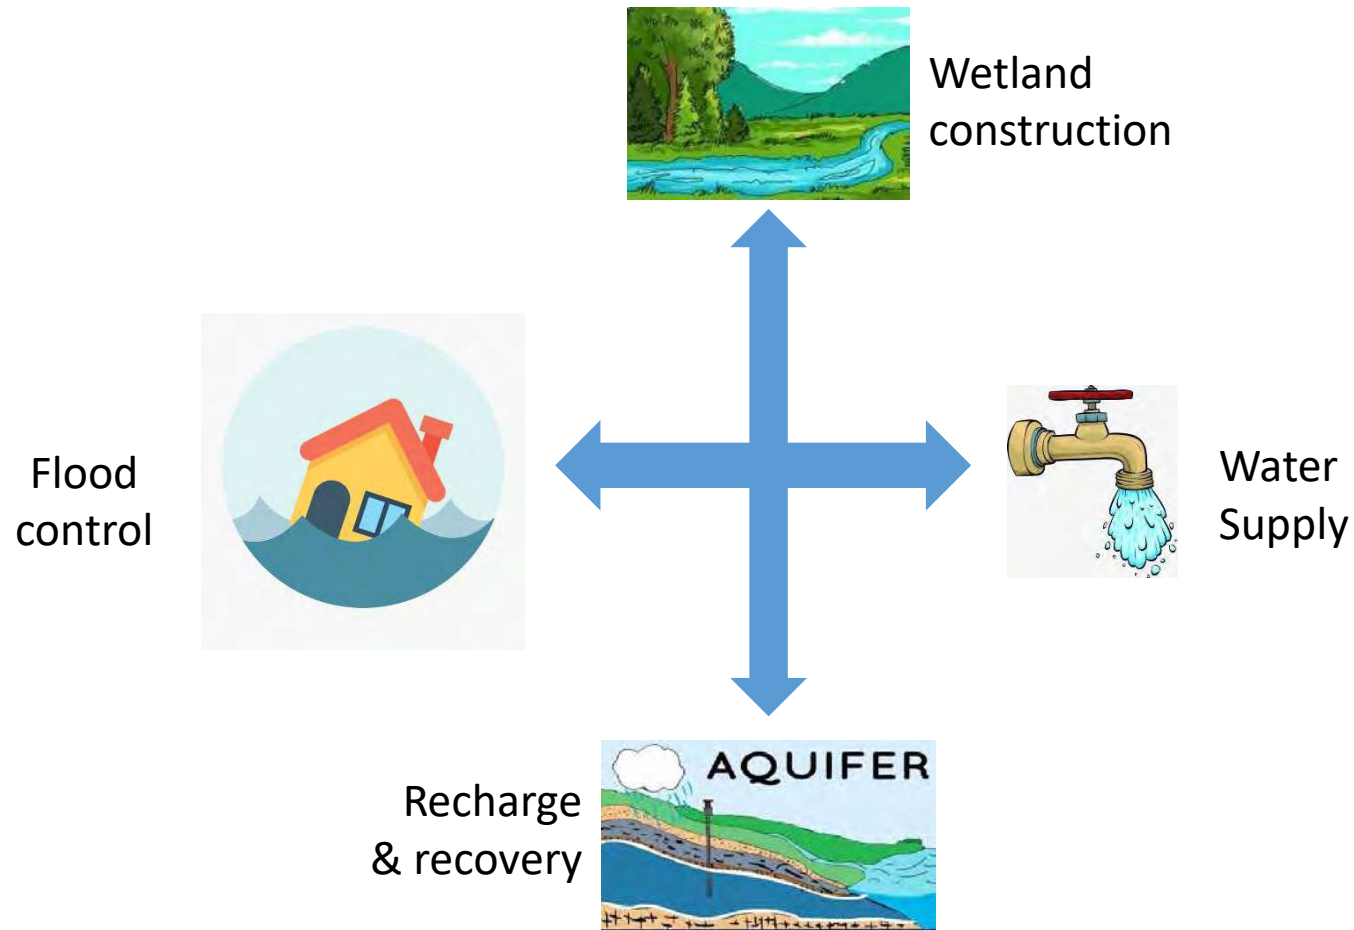 Wetland
construction
Flood
control
Water
Supply
AQUIFER
Recharge
& recovery